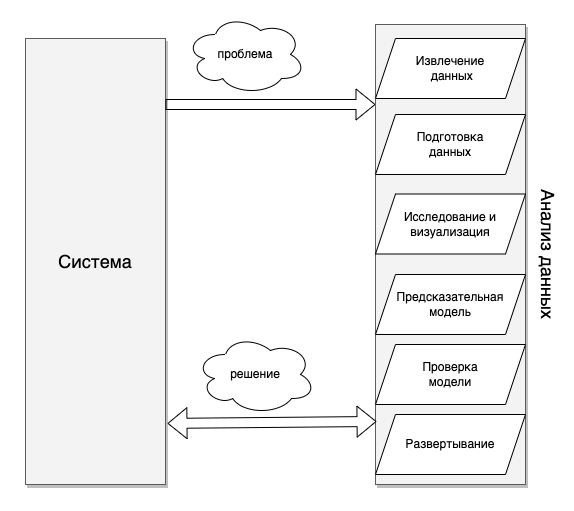 проблема
Извлечение
данных
Подготовка
данных
Исследование и
визуализация
Система
Анализ данных
Предсказательная
модель
решение
Проверка
модели
Развертывание